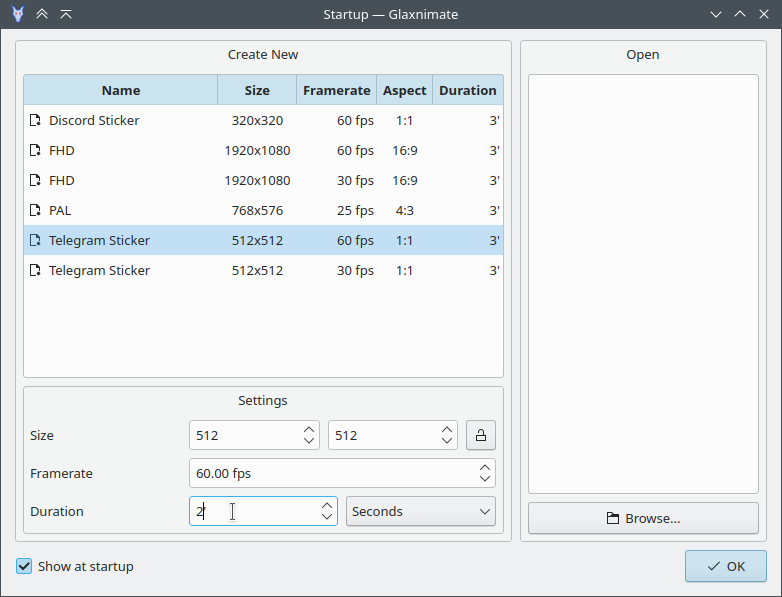 Startup — Glaxnimate
Create New
Name Size Framerate Aspect Duration
Discord Sticker 320x320 60 fps 1:1 3'
FHD 1920x1080 60 fps 16:9 3'
FHD 1920x1080 30 fps 16:9 3'
PAL 768x576 25 fps 4:3 3'
Telegram Sticker 512x512 60 fps 1:1 3'
Telegram Sticker 512x512 30 fps 1:1 3'
Settings
Size 512 512
Framerate 60.00 fps
Duration 2' Seconds
Open
Browse...
Show at startup
OK